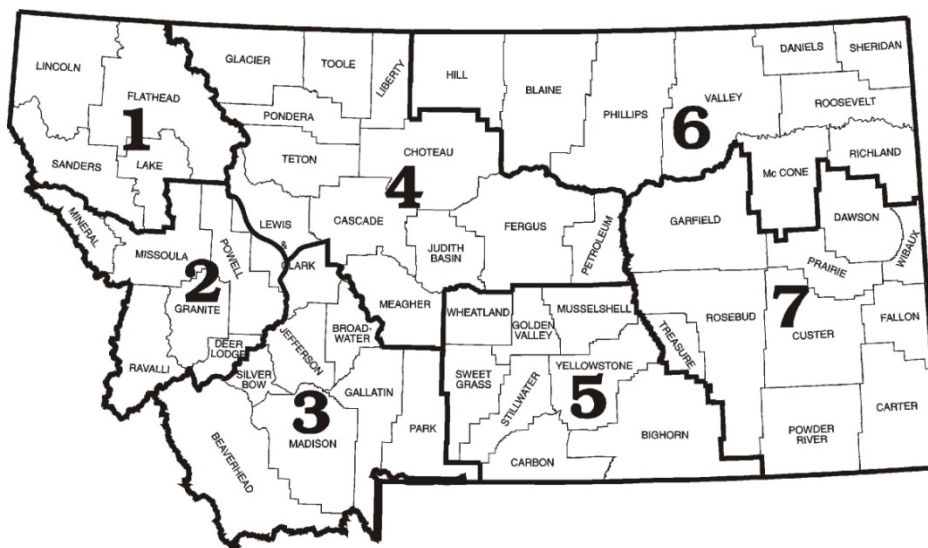 LINCOLN
FLATHEAD
1
SANDERS
LAKE
GLACIER
TOOLE
LIBERTY
PONDERA
TETON
CHOTEAU
4
CASCADE
LEWIS
&
CLARK
JUDITH
BASIN
FERGUS
PETROLEUM
MEAGHER
HILL
BLAINE
PHILLIPS
VALLEY
6
DANIELS
SHERIDAN
ROOSEVELT
RICHLAND
Mc CONE
MINERAL
MISSOULA
POWELL
2
GRANITE
DEER
LODGE
RAVALLI
SILVER
BOW
JEFFERSON
BROAD-
WATER
GALLATIN
3
MADISON
PARK
BEAVERHEAD
WHEATLAND
GOLDEN
VALLEY
MUSSELSHELL
SWEET
GRASS
STILLWATER
YELLOWSTONE
5
CARBON
BIGHORN
GARFIELD
DAWSON
WIBAUX
PRAIRIE
7
ROSEBUD
TREASURE
CUSTER
FALLON
POWDER
RIVER
CARTER